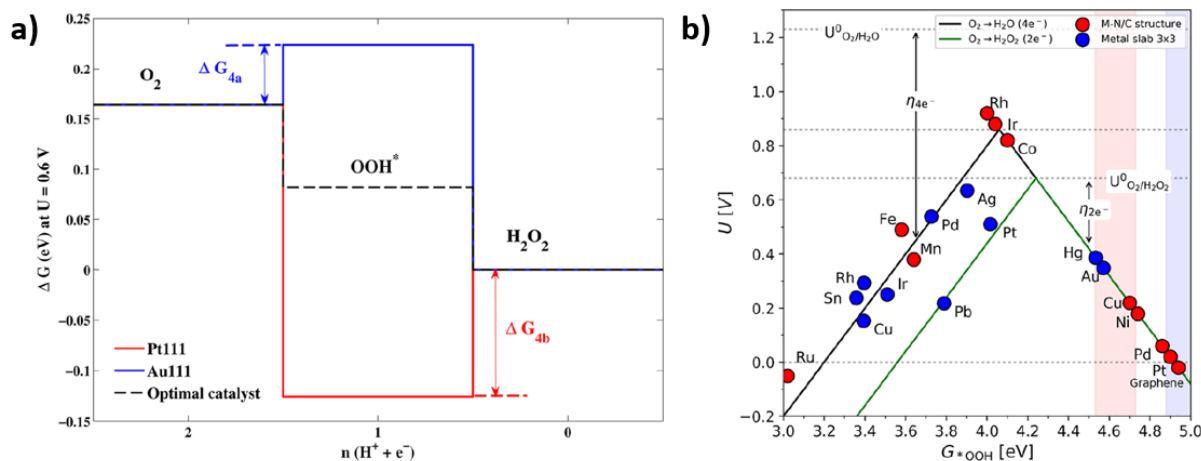 a)
0.25
0.2
0.15
0.1
0.05
0
−0.05
−0.1
−0.15
ΔG (eV) at U = 0.6 V
O2
ΔG4a
OOH*
H2O2
ΔG4b
Pt111
Au111
Optimal catalyst
2
1
0
n (H+ + e−)
b)
1.2
1.0
0.8
0.6
0.4
0.2
0.0
−0.2
U [V]
O2→H2O (4e−)
O2→H2O2 (2e−)
M-N/C structure
Metal slab 3x3
U0O2/H2O
η4e−
Rh
Ir
Co
U0O2/H2O2
η2e−
Ag
Pd
Pt
Fe
Mn
Hg
Au
Rh
Ir
Sn
Cu
Pb
Cu
Ni
Ru
Pd
Pt
Graphene
3.0
3.2
3.4
3.6
3.8
4.0
4.2
4.4
4.6
4.8
5.0
G*OOH [eV]